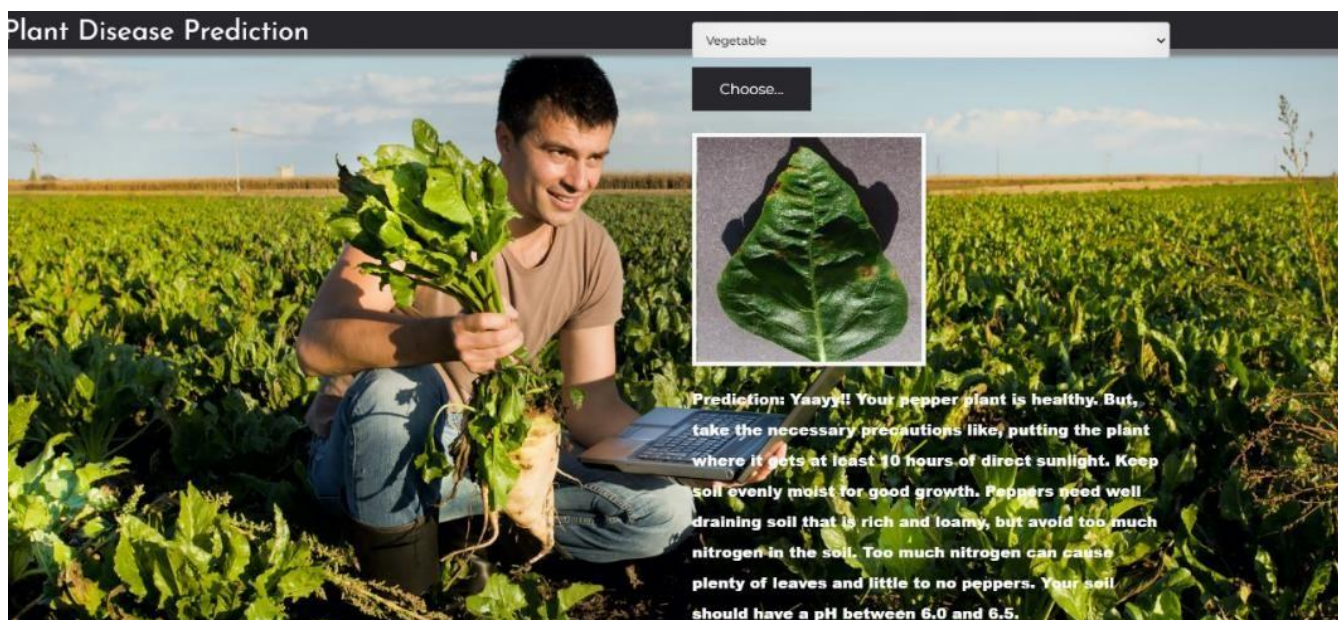 Plant Disease Prediction
Vegetable
Choose...
Prediction: Yaayy!! Your pepper plant is healthy. But,
take the necessary precautions like, putting the plant
where it gets at least 10 hours of direct sunlight. Keep
soil evenly moist for good growth. Peppers need well
draining soil that is rich and loamy, but avoid too much
nitrogen in the soil. Too much nitrogen can cause
plenty of leaves and little to no peppers. Your soil
should have a pH between 6.0 and 6.5.